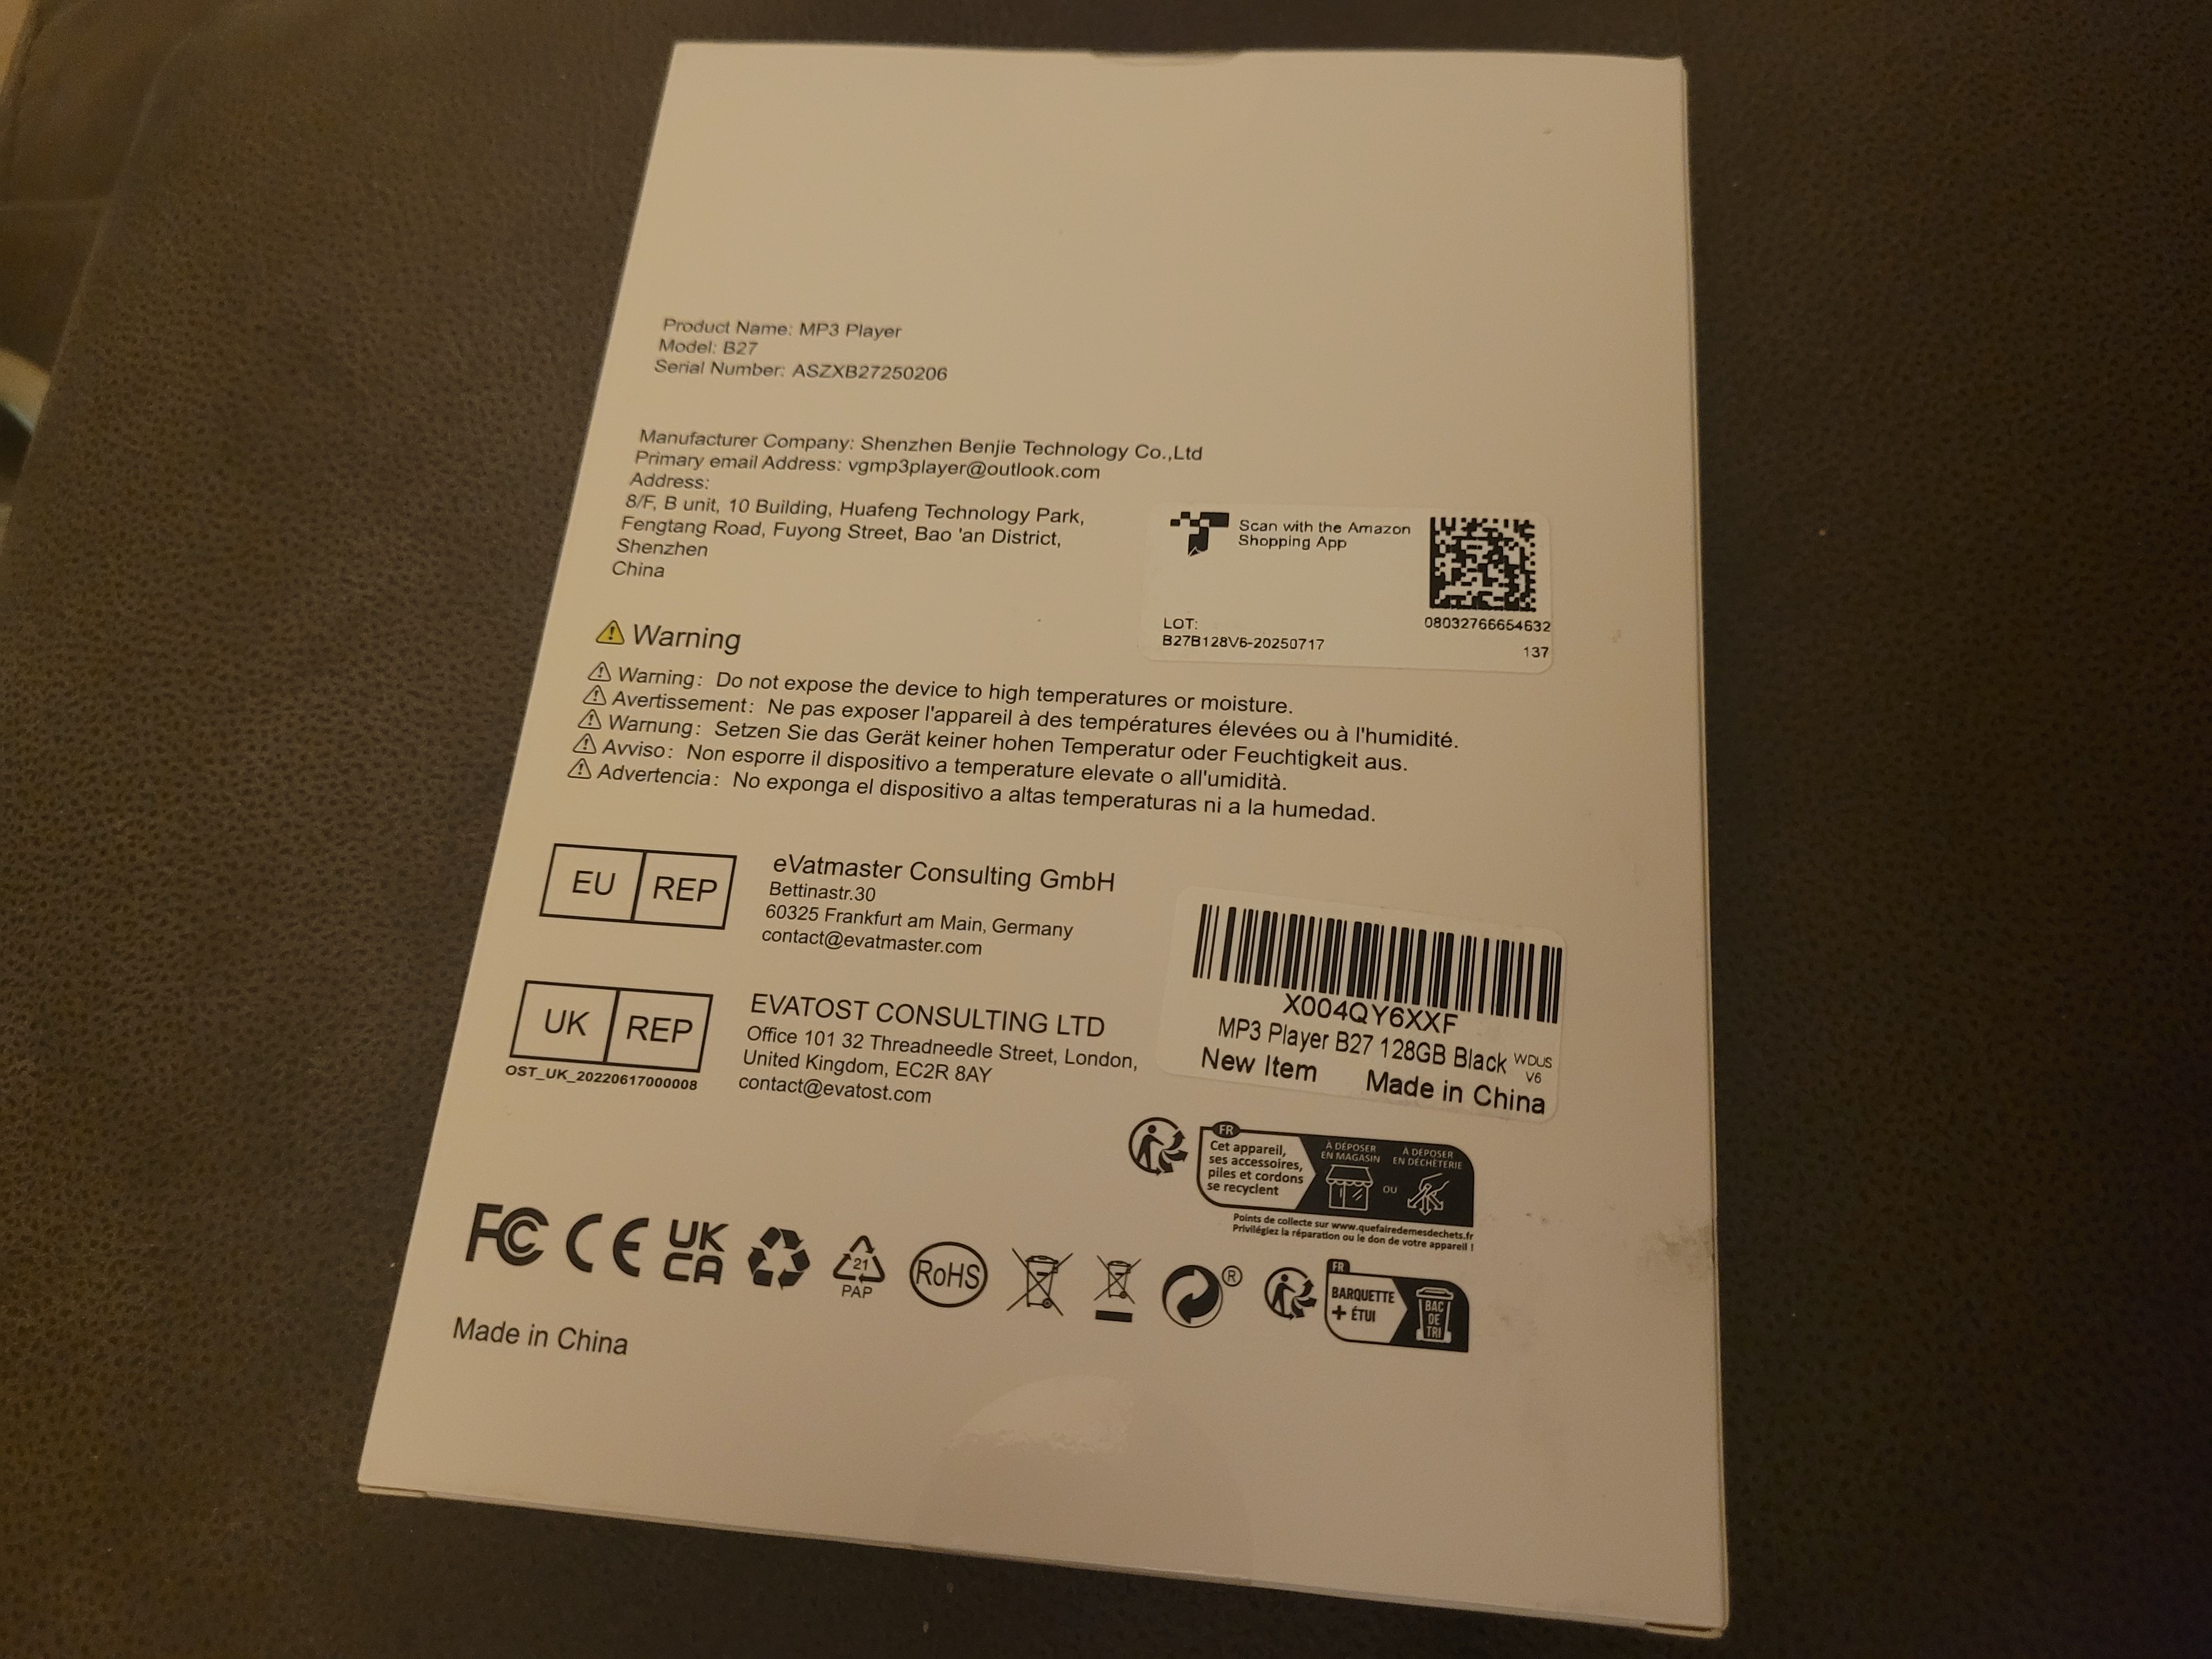 Product Name: MP3 Player
Model: B27
Serial Number: ASZXB27250206
Manufacturer Company: Shenzhen Benjie Technology Co.,Ltd
Primary email Address: vgmp3player@outlook.com
Address:
8/F, B unit, 10 Building, Huafeng Technology Park,
Fengtang Road, Fuyong Street, Bao 'an District,
Shenzhen
China
Scan with the Amazon
Shopping App
LOT:
B27B128V6-20250717
08032766654632
137
Warning
Warning: Do not expose the device to high temperatures or moisture.
Avertissement: Ne pas exposer l'appareil à des températures élevées ou à l'humidité.
Warnung: Setzen Sie das Gerät keiner hohen Temperatur oder Feuchtigkeit aus.
Avviso: Non esporre il dispositivo a temperature elevate o all'umidità.
Advertencia: No exponga el dispositivo a altas temperaturas ni a la humedad.
EU REP
eVatmaster Consulting GmbH
Bettinastr.30
60325 Frankfurt am Main, Germany
contact@evatmaster.com
UK REP
OST_UK_20220617000008
EVATOST CONSULTING LTD
Office 101 32 Threadneedle Street, London,
United Kingdom, EC2R 8AY
contact@evatost.com
X004QY6XXF
MP3 Player B27 128GB Black WDUS
V6
New Item Made in China
FR
Cet appareil,
ses accessoires,
piles et cordons
se recyclent
À DÉPOSER
EN MAGASIN
OU
À DÉPOSER
EN DÉCHÈTERIE
Points de collecte sur www.quefairedemesdechets.fr
Privilégiez la réparation ou le don de votre appareil !
FC CE UK
CA
21
PAP
RoHS
®
FR
BARQUETTE
+ ÉTUI
BAC
DE
TRI
Made in China